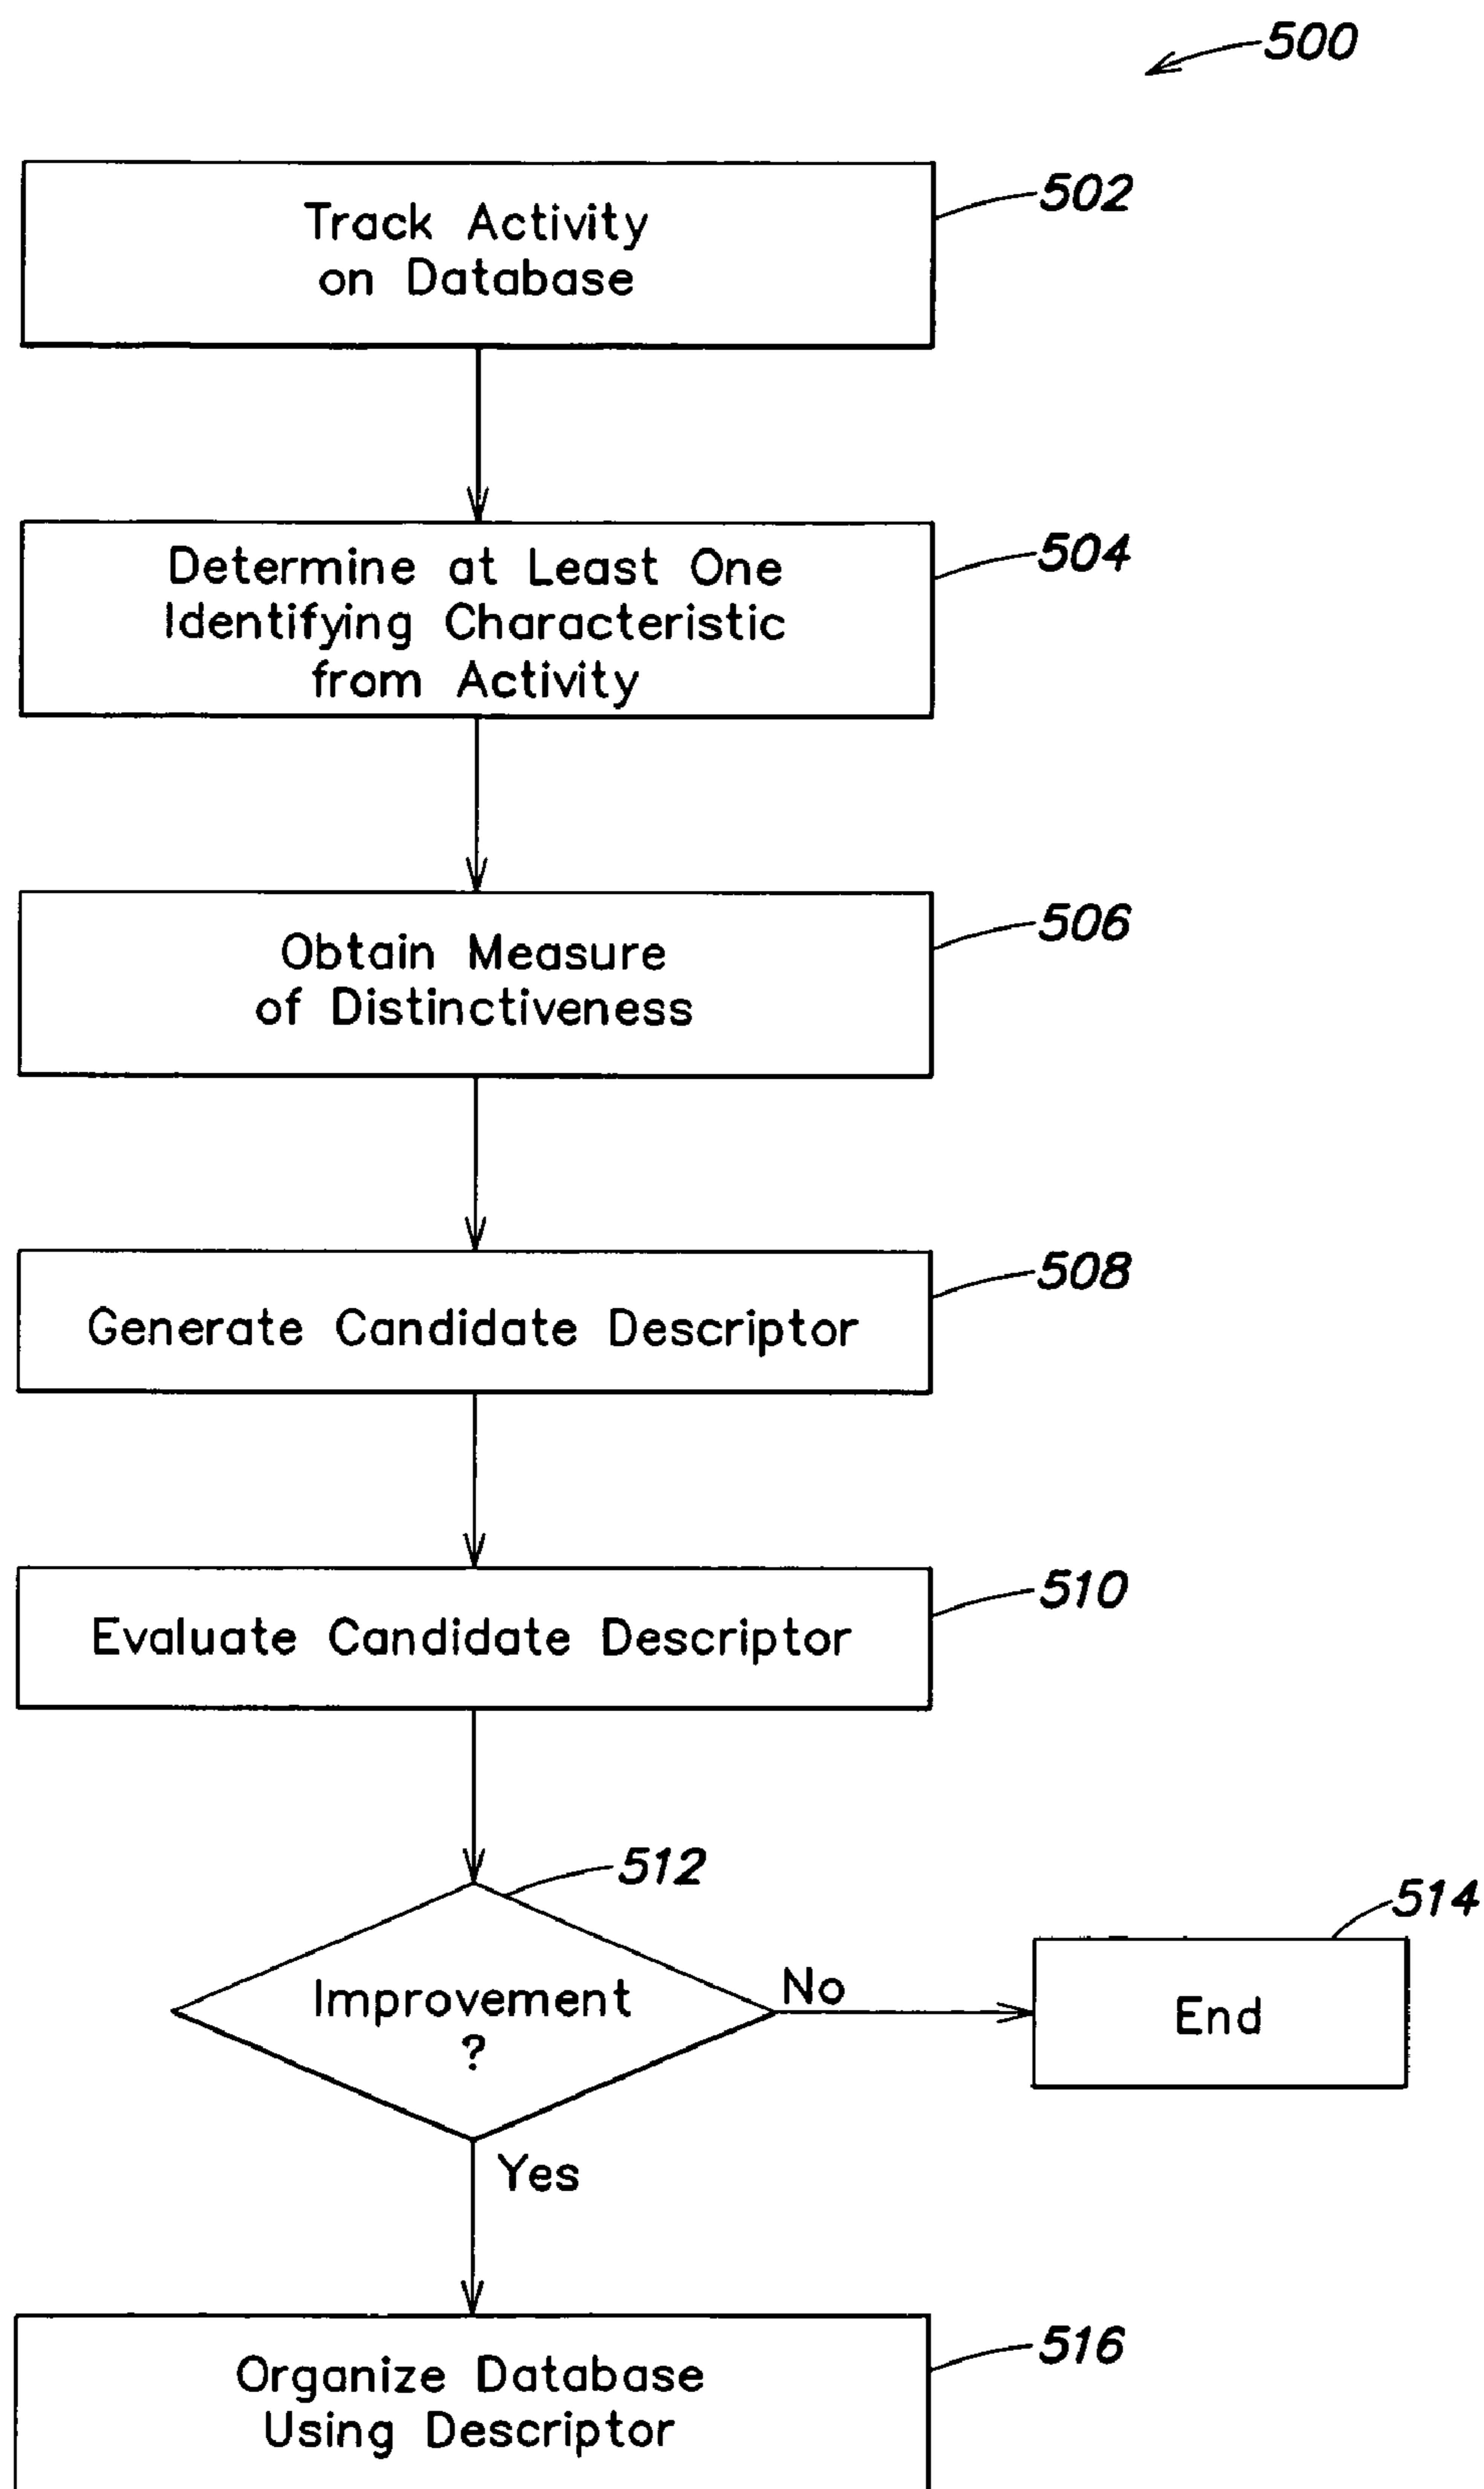 500
502
Track Activity
on Database
504
Determine at Least One
Identifying Characteristic
from Activity
506
Obtain Measure
of Distinctiveness
508
Generate Candidate Descriptor
510
Evaluate Candidate Descriptor
512
514
Improvement
?
No
End
Yes
516
Organize Database
Using Descriptor